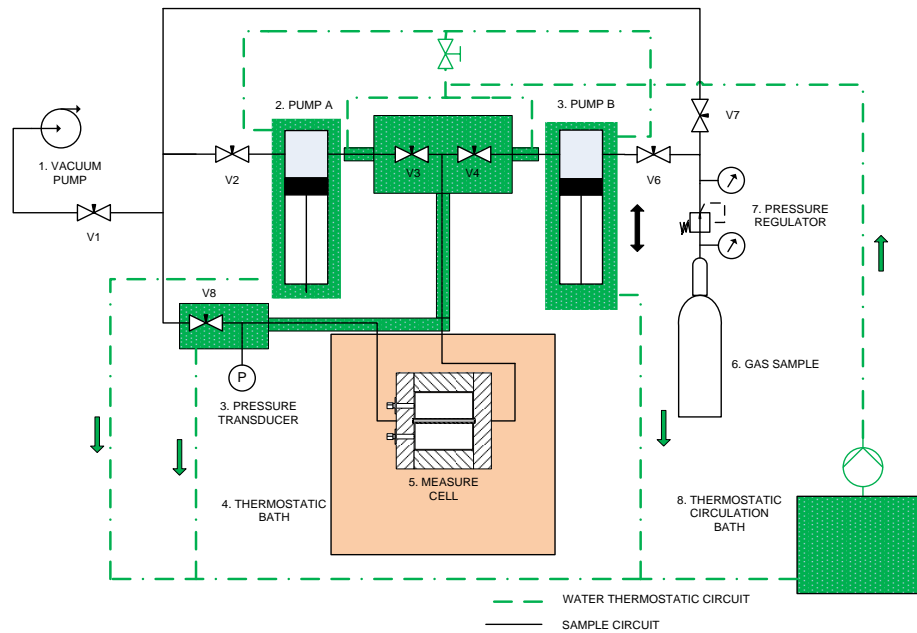 2. PUMP A
3. PUMP B
V7
1. VACUUM
PUMP
V2
V3
V4
V6
V1
7. PRESSURE
REGULATOR
V8
P
3. PRESSURE
TRANSDUCER
6. GAS SAMPLE
5. MEASURE
CELL
4. THERMOSTATIC
BATH
8. THERMOSTATIC
CIRCULATION
BATH
WATER THERMOSTATIC CIRCUIT
SAMPLE CIRCUIT